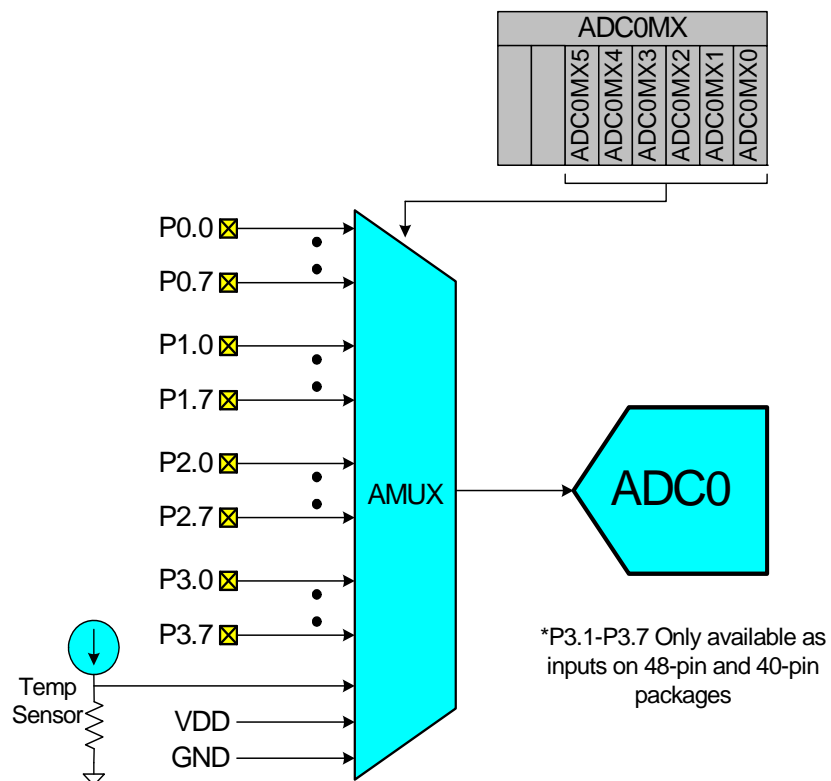 ADC0MX
ADC0MX5
ADC0MX4
ADC0MX3
ADC0MX2
ADC0MX1
ADC0MX0
P0.0
P0.7
P1.0
P1.7
P2.0
P2.7
P3.0
P3.7
Temp
Sensor
VDD
GND
AMUX
ADC0
*P3.1-P3.7 Only available as
inputs on 48-pin and 40-pin
packages